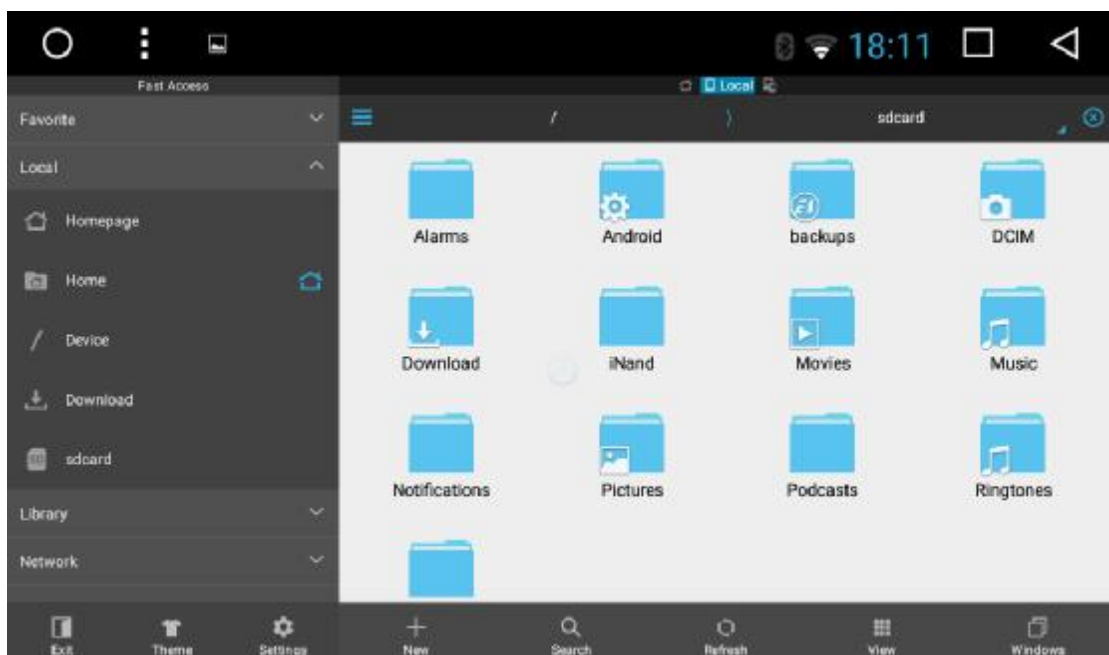 18:11
Fast Access
Local
Favorite
/
sdcard
Local
Homepage
Home
/ Device
Download
sdcard
Library
Network
Alarms
Android
backups
DCIM
Download
iNand
Movies
Music
Notifications
Pictures
Podcasts
Ringtones
Exit
Theme
Settings
New
Search
Refresh
View
Windows